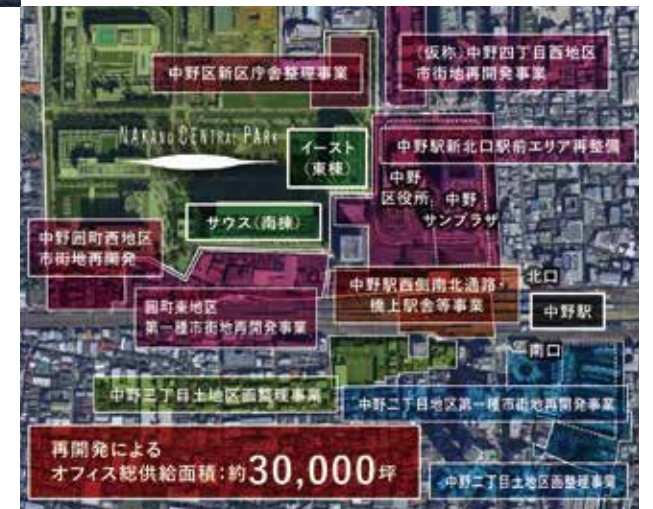 中野区新区庁舎整理事業
(仮称)中野四丁目西地区
市街地再開発事業
NAKANO CENTRAL PARK
イースト
(東棟)
中野駅新北口駅前エリア再整備
中野
区役所
中野
サンプラザ
サウス(南棟)
中野囲町西地区
市街地再開発
囲町東地区
第一種市街地再開発事業
中野駅西側南北通路・
橋上駅舎等事業
北口
中野駅
南口
中野三丁目土地区画整理事業
中野二丁目地区第一種市街地再開発事業
再開発による
オフィス総供給面積:約30,000坪
中野二丁目土地区画整理事業